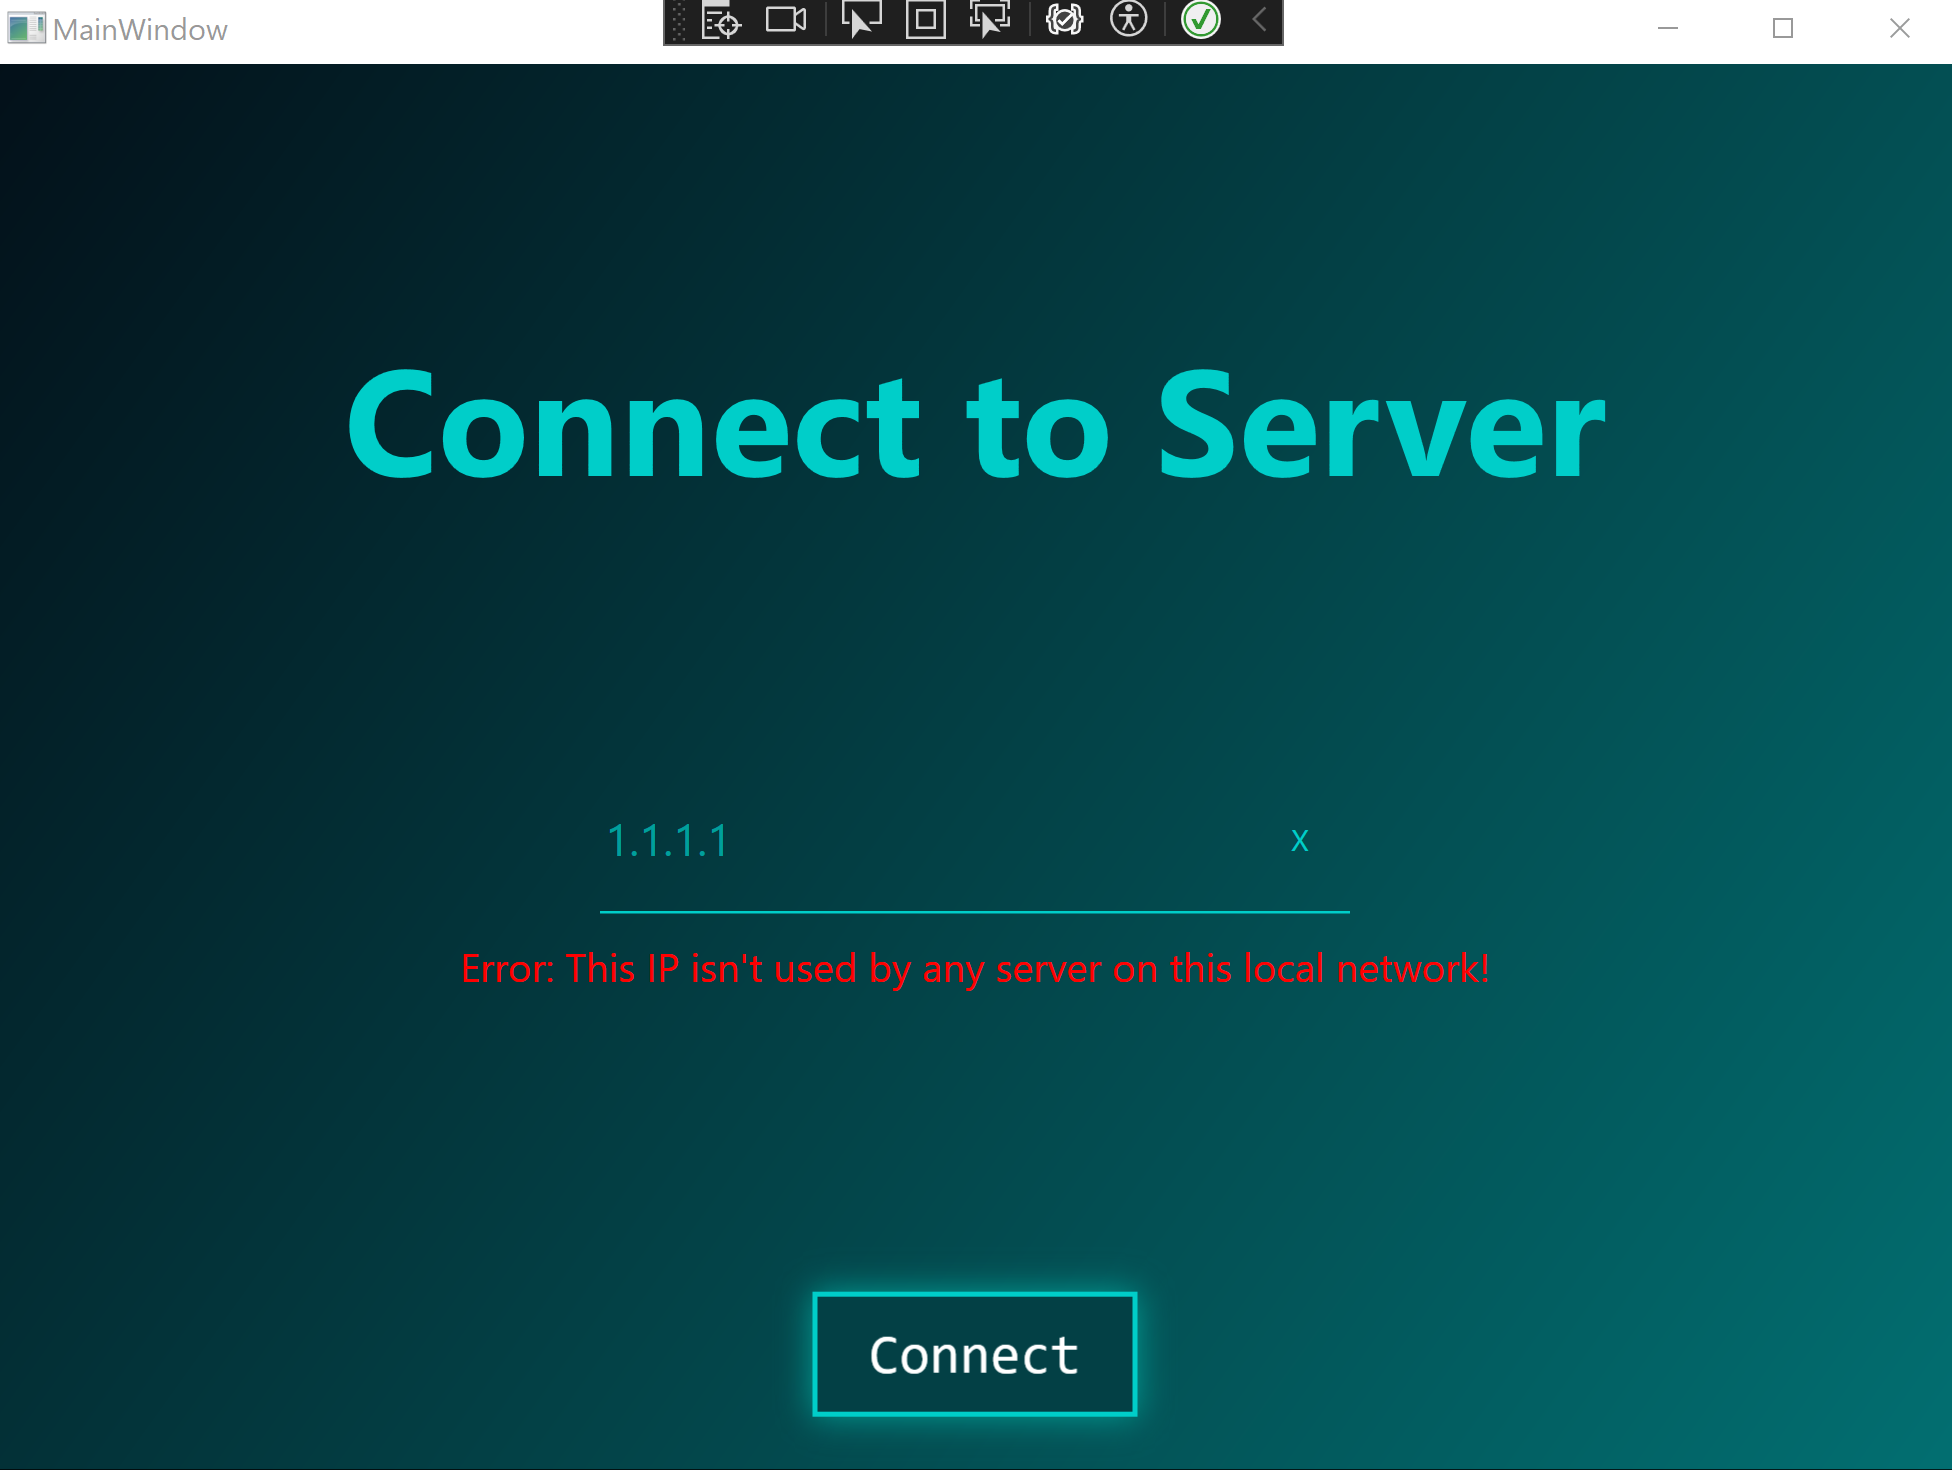 MainWindow
Connect to Server
1.1.1.1
X
Error: This IP isn't used by any server on this local network!
Connect